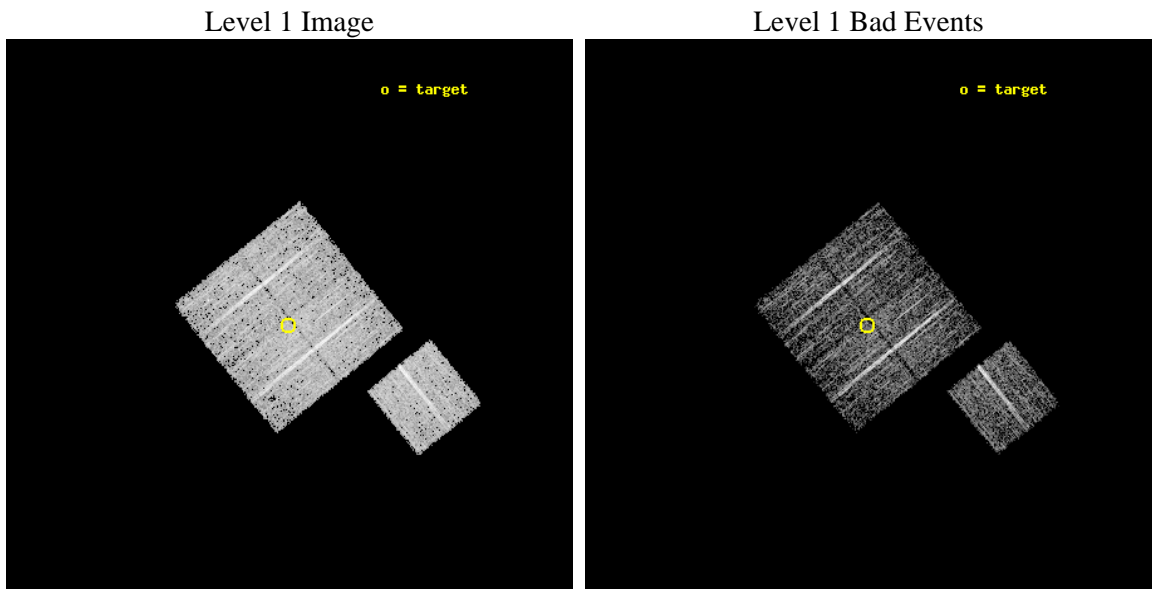 Level 1 Image
Level 1 Bad Events
o = target
o = target